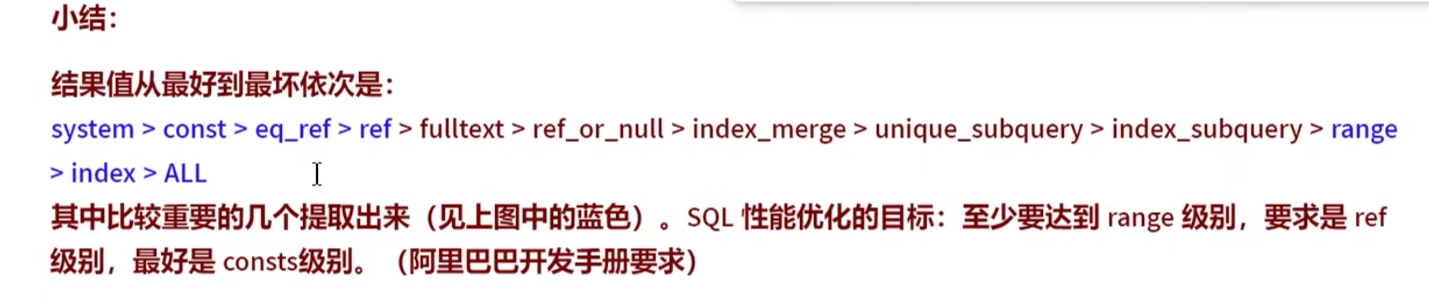 小结：
结果值从最好到最坏依次是：
system > const > eq_ref > ref > fulltext > ref_or_null > index_merge > unique_subquery > index_subquery > range
> index > ALL
其中比较重要的几个提取出来（见上图中的蓝色）。SQL 性能优化的目标：至少要达到 range 级别，要求是 ref
级别，最好是 consts级别。（阿里巴巴开发手册要求）